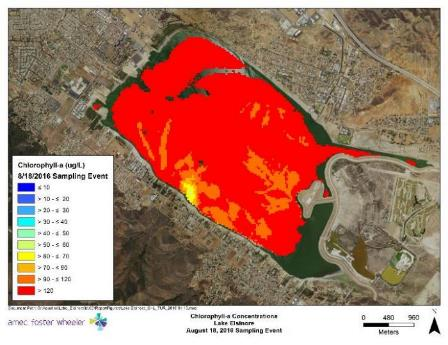 Chlorophyll-a (ug/L)
8/18/2016 Sampling Event
≤ 10
> 10 - ≤ 20
> 20 - ≤ 30
> 30 - ≤ 40
> 40 - ≤ 50
> 50 - ≤ 60
> 60 - ≤ 70
> 70 - ≤ 90
> 90 - ≤ 120
> 120
amec foster wheeler
Chlorophyll-a Concentrations
Lake Elsinore
August 18, 2016 Sampling Event
0 480 960
Meters
N